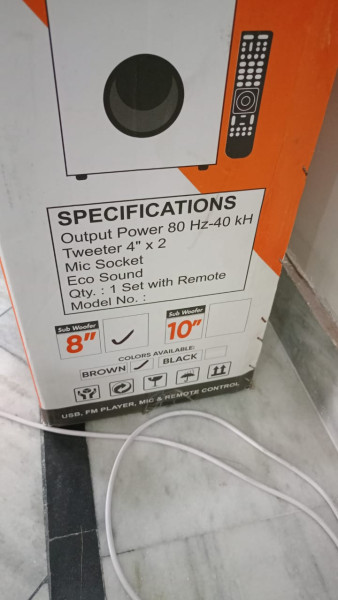 SPECIFICATIONS
Output Power 80 Hz-40 kH
Tweeter 4" x 2
Mic Socket
Eco Sound
Qty. : 1 Set with Remote
Model No. :
Sub Woofer Sub Woofer
8" 10"
COLORS AVAILABLE:
BROWN BLACK
USB, FM PLAYER, MIC & REMOTE CONTROL